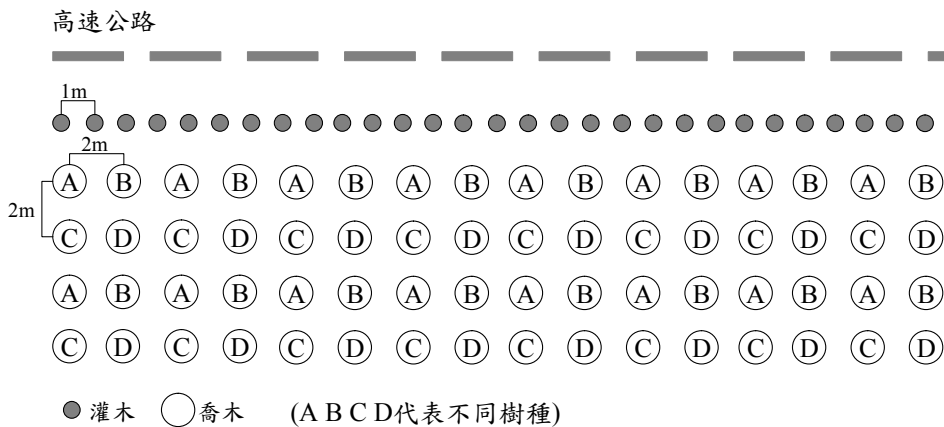 高速公路
1m
2m
A B A B A B A B A B A B A B A B
2m
C D C D C D C D C D C D C D C D
A B A B A B A B A B A B A B A B
C D C D C D C D C D C D C D C D
灌木 喬木 (A B C D代表不同樹種)